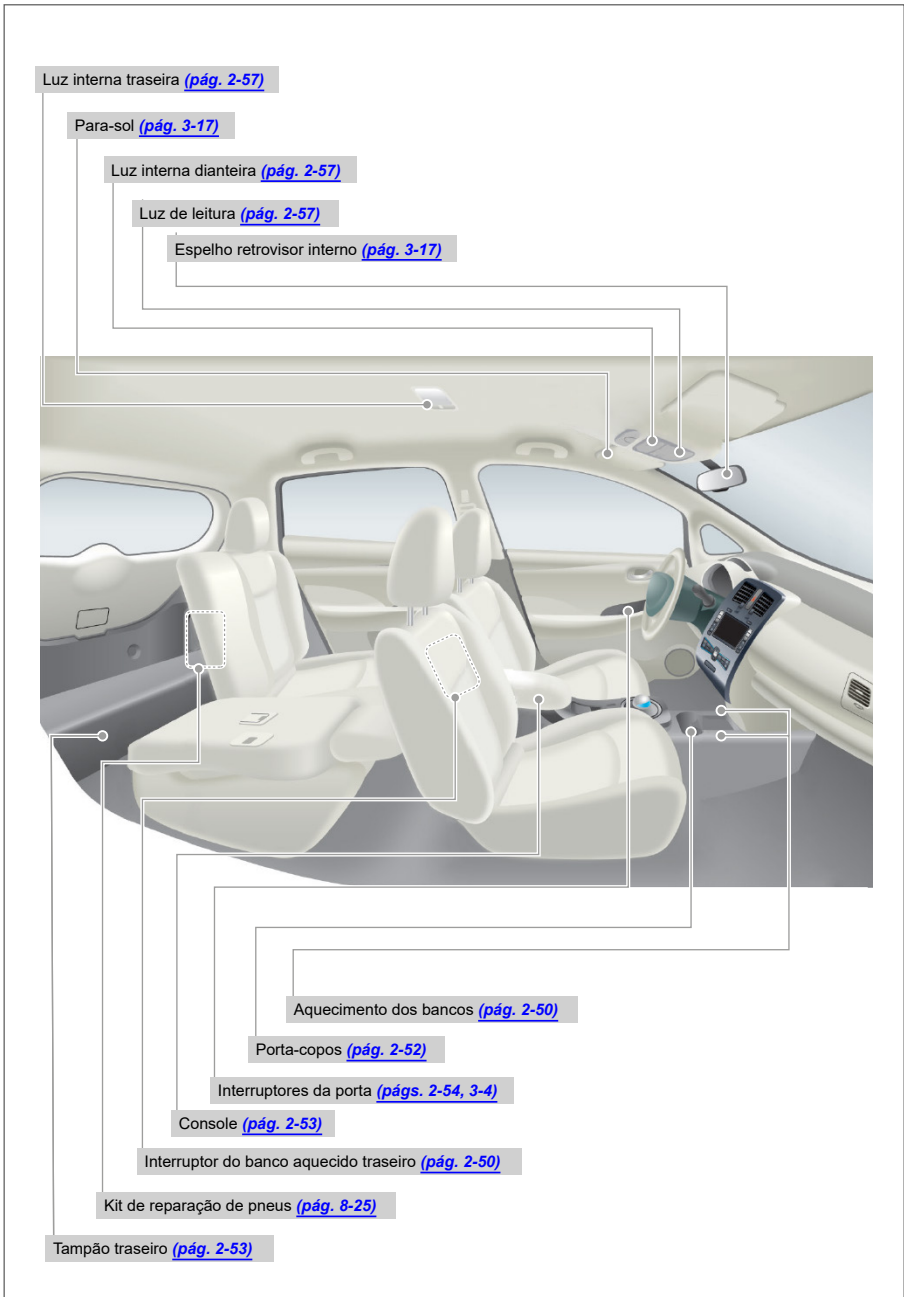 Luz interna traseira (pág. 2-57)
Para-sol (pág. 3-17)
Luz interna dianteira (pág. 2-57)
Luz de leitura (pág. 2-57)
Espelho retrovisor interno (pág. 3-17)
Aquecimento dos bancos (pág. 2-50)
Porta-copos (pág. 2-52)
Interruptores da porta (págs. 2-54, 3-4)
Console (pág. 2-53)
Interruptor do banco aquecido traseiro (pág. 2-50)
Kit de reparação de pneus (pág. 8-25)
Tampão traseiro (pág. 2-53)